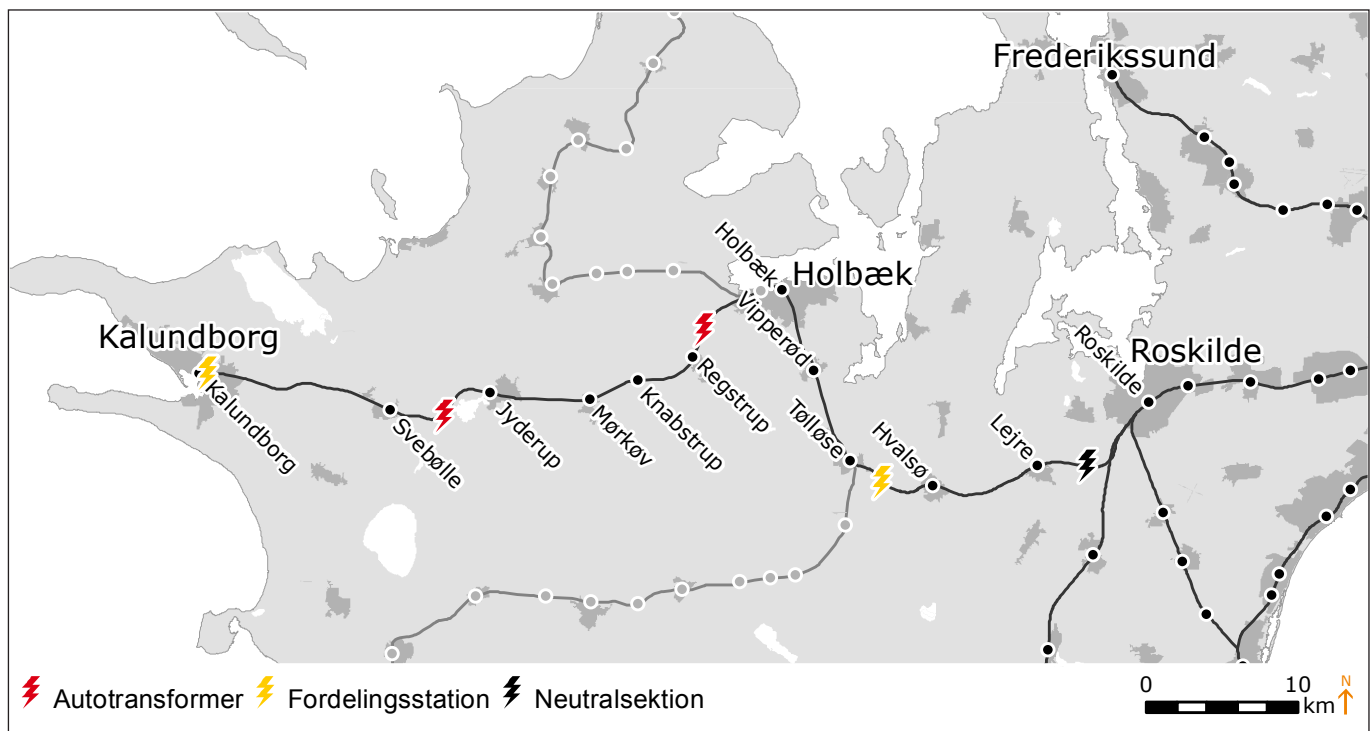 Frederikssund
Holbæk
Holbæk
Vipperød
Kalundborg
Kalundborg
Roskilde
Roskilde
Svebølle
Jyderup
Mørkøv
Knabstrup
Regstrup
Tølløse
Hvalsø
Lejre
Autotransformer
Fordelingsstation
Neutralsektion
0 10
km
N